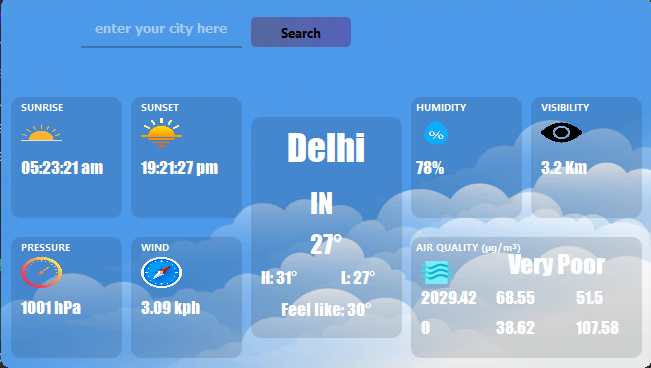 enter your city here
Search
SUNRISE
05:23:21 am
SUNSET
19:21:27 pm
Delhi
IN
27°
H: 31° L: 27°
Feel like: 30°
HUMIDITY
%
78%
VISIBILITY
3.2 Km
PRESSURE
1001 hPa
WIND
3.09 kph
AIR QUALITY (µg/m³)
Very Poor
2029.42 68.55 51.5
0 38.62 107.58